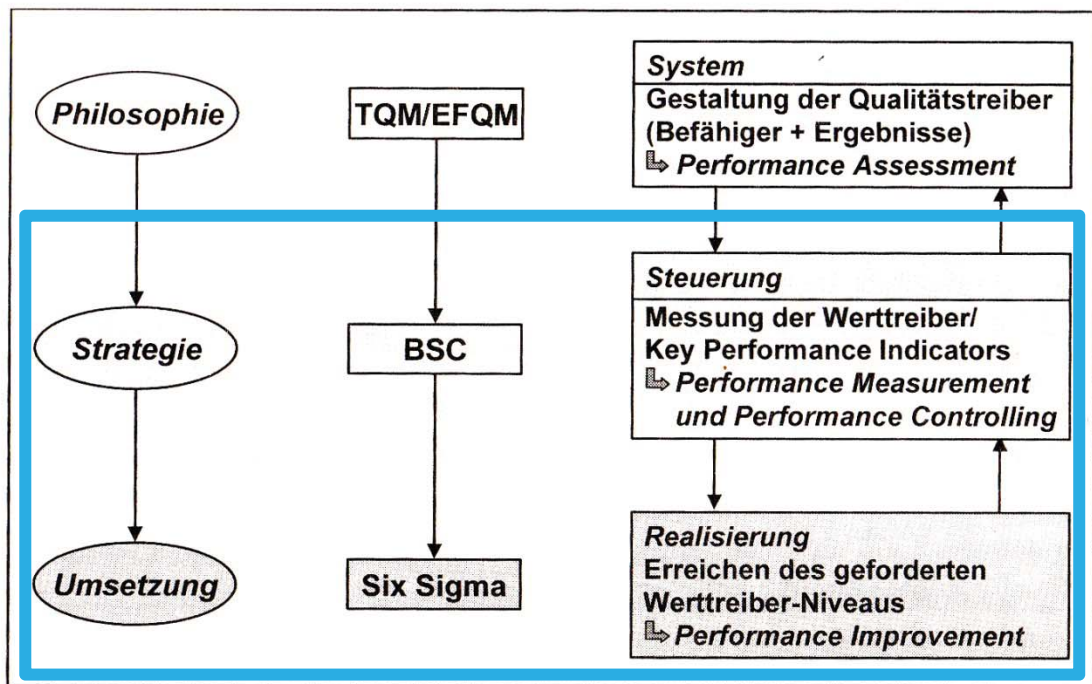 Philosophie
TQM/EFQM
System
Gestaltung der Qualitätstreiber
(Befähiger + Ergebnisse)
Performance Assessment
Strategie
BSC
Steuerung
Messung der Werttreiber/
Key Performance Indicators
Performance Measurement
und Performance Controlling
Umsetzung
Six Sigma
Realisierung
Erreichen des geforderten
Werttreiber-Niveaus
Performance Improvement